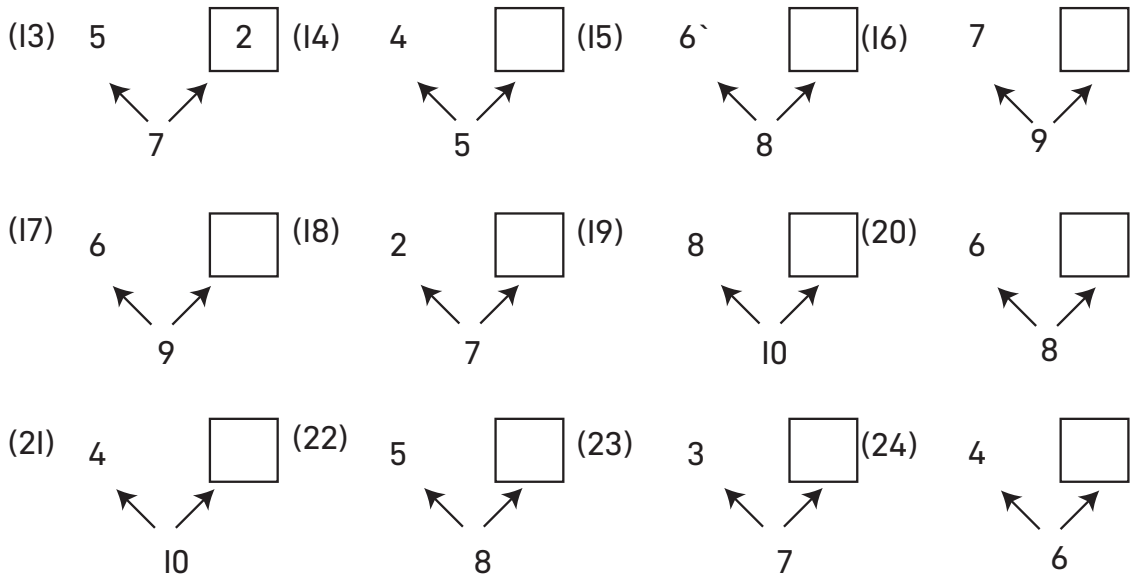 (13) 5 2 (14) 4 (15) 6` (16) 7
7 5 8 9
(17) 6 (18) 2 (19) 8 (20) 6
9 7 10 8
(21) 4 (22) 5 (23) 3 (24) 4
10 8 7 6